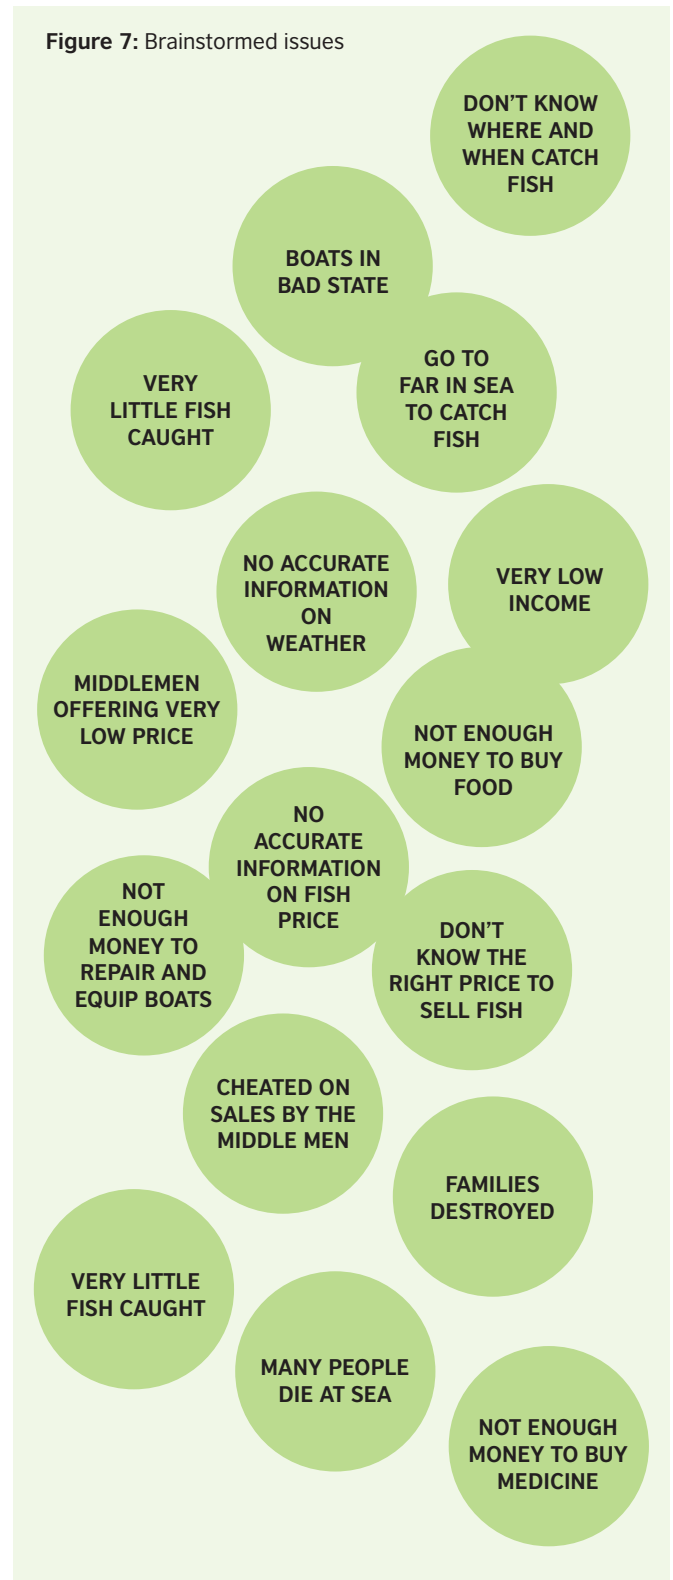 Figure 7: Brainstormed issues
DON'T KNOW
WHERE AND
WHEN CATCH
FISH
BOATS IN
BAD STATE
GO TO
FAR IN SEA
TO CATCH
FISH
VERY
LITTLE FISH
CAUGHT
NO ACCURATE
INFORMATION
ON
WEATHER
VERY LOW
INCOME
MIDDLEMEN
OFFERING VERY
LOW PRICE
NOT ENOUGH
MONEY TO BUY
FOOD
NO
ACCURATE
INFORMATION
ON FISH
PRICE
NOT
ENOUGH
MONEY TO
REPAIR AND
EQUIP BOATS
DON'T
KNOW THE
RIGHT PRICE TO
SELL FISH
CHEATED ON
SALES BY THE
MIDDLE MEN
FAMILIES
DESTROYED
VERY LITTLE
FISH CAUGHT
MANY PEOPLE
DIE AT SEA
NOT ENOUGH
MONEY TO BUY
MEDICINE